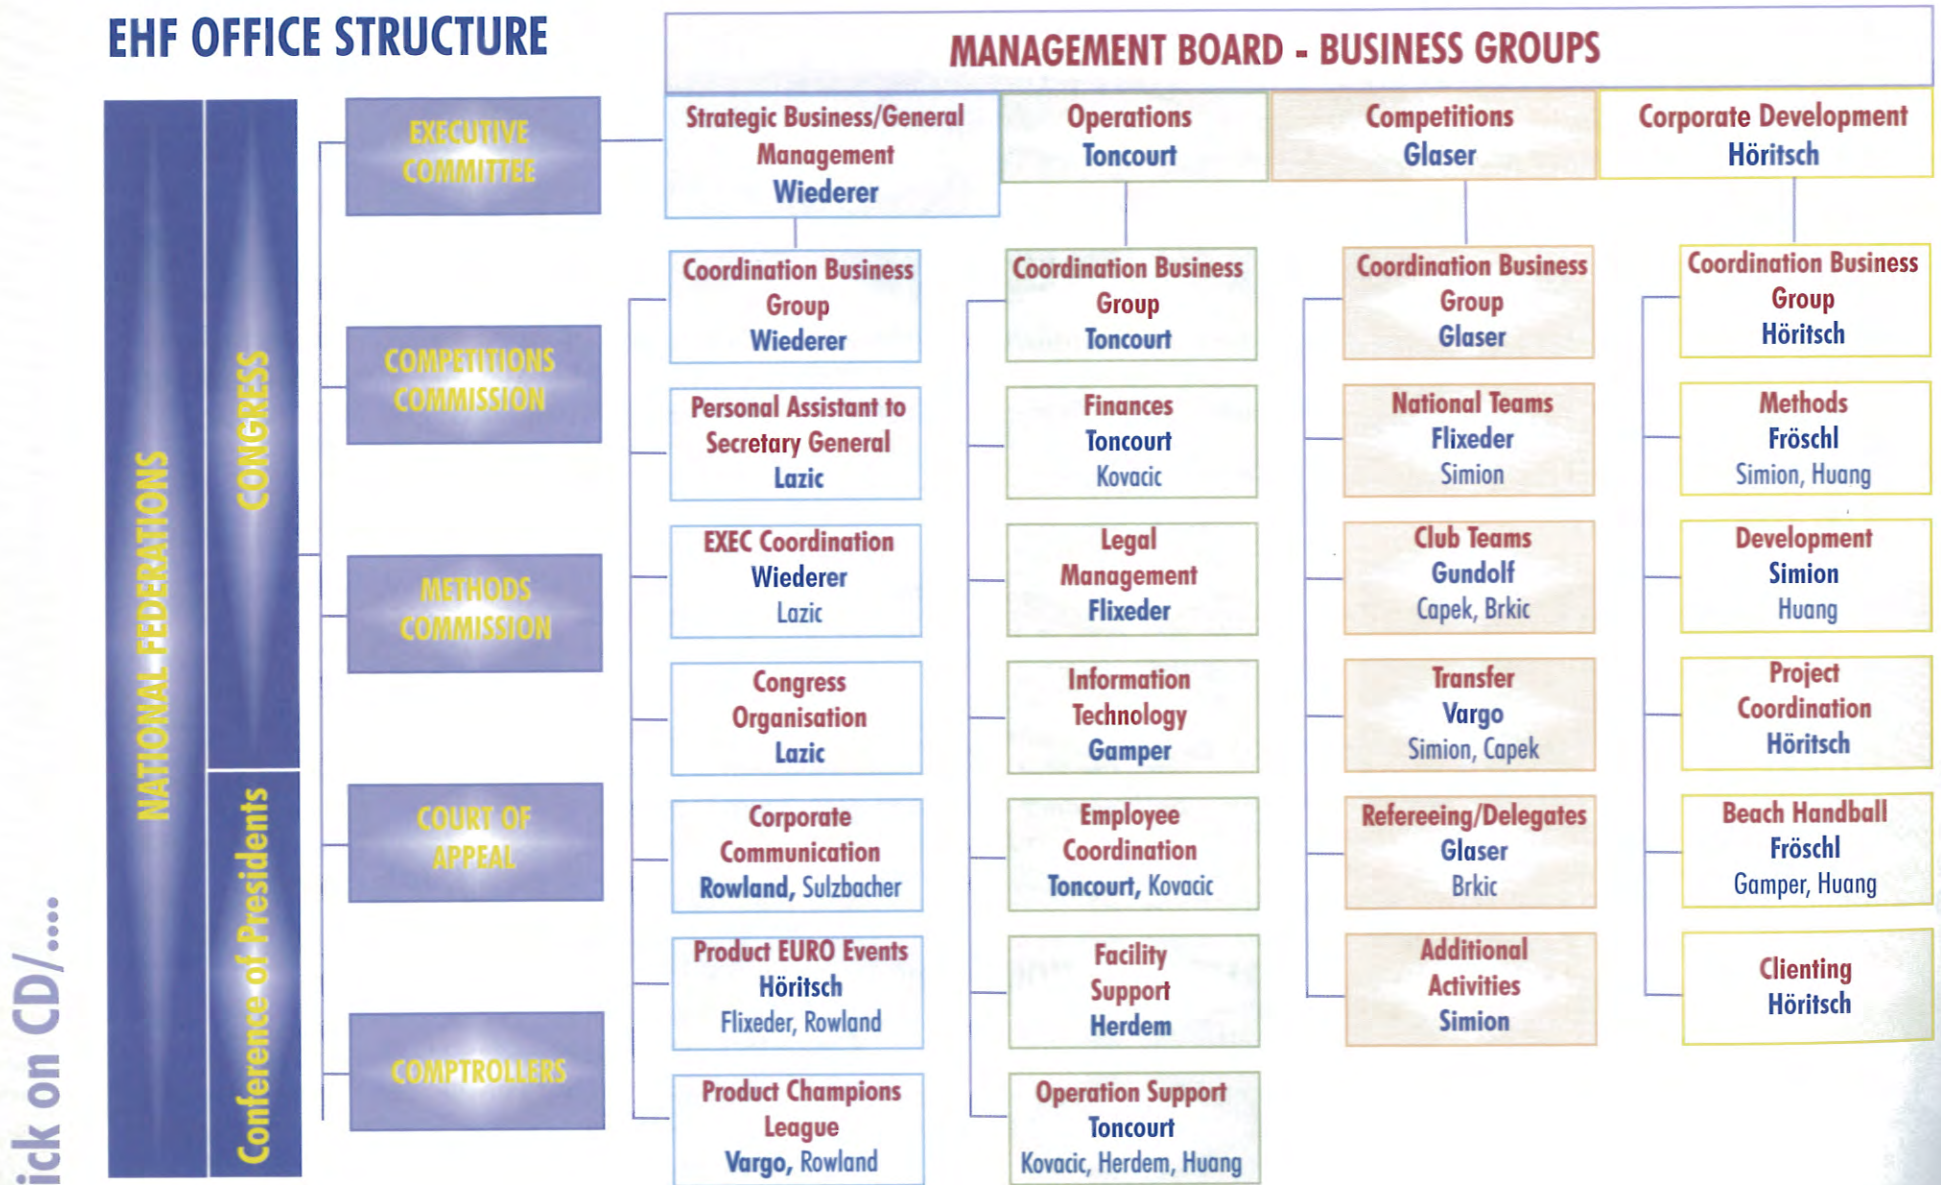 EHF OFFICE STRUCTURE
MANAGEMENT BOARD - BUSINESS GROUPS
NATIONAL FEDERATIONS
CONGRESS
Conference of Presidents
EXECUTIVE
COMMITTEE
COMPETITIONS
COMMISSION
METHODS
COMMISSION
COURT OF
APPEAL
COMPTROLLERS
Strategic Business/General
Management
Wiederer
Coordination Business
Group
Wiederer
Personal Assistant to
Secretary General
Lazic
EXEC Coordination
Wiederer
Lazic
Congress
Organisation
Lazic
Corporate
Communication
Rowland, Sulzbacher
Product EURO Events
Höritsch
Flixeder, Rowland
Product Champions
League
Vargo, Rowland
Operations
Toncourt
Coordination Business
Group
Toncourt
Finances
Toncourt
Kovacic
Legal
Management
Flixeder
Information
Technology
Gamper
Employee
Coordination
Toncourt, Kovacic
Facility
Support
Herdem
Operation Support
Toncourt
Kovacic, Herdem, Huang
Competitions
Glaser
Coordination Business
Group
Glaser
National Teams
Flixeder
Simion
Club Teams
Gundolf
Capek, Brkic
Transfer
Vargo
Simion, Capek
Refereeing/Delegates
Glaser
Brkic
Additional
Activities
Simion
Corporate Development
Höritsch
Coordination Business
Group
Höritsch
Methods
Fröschl
Simion, Huang
Development
Simion
Huang
Project
Coordination
Höritsch
Beach Handball
Fröschl
Gamper, Huang
Clienting
Höritsch
ick on CD/....